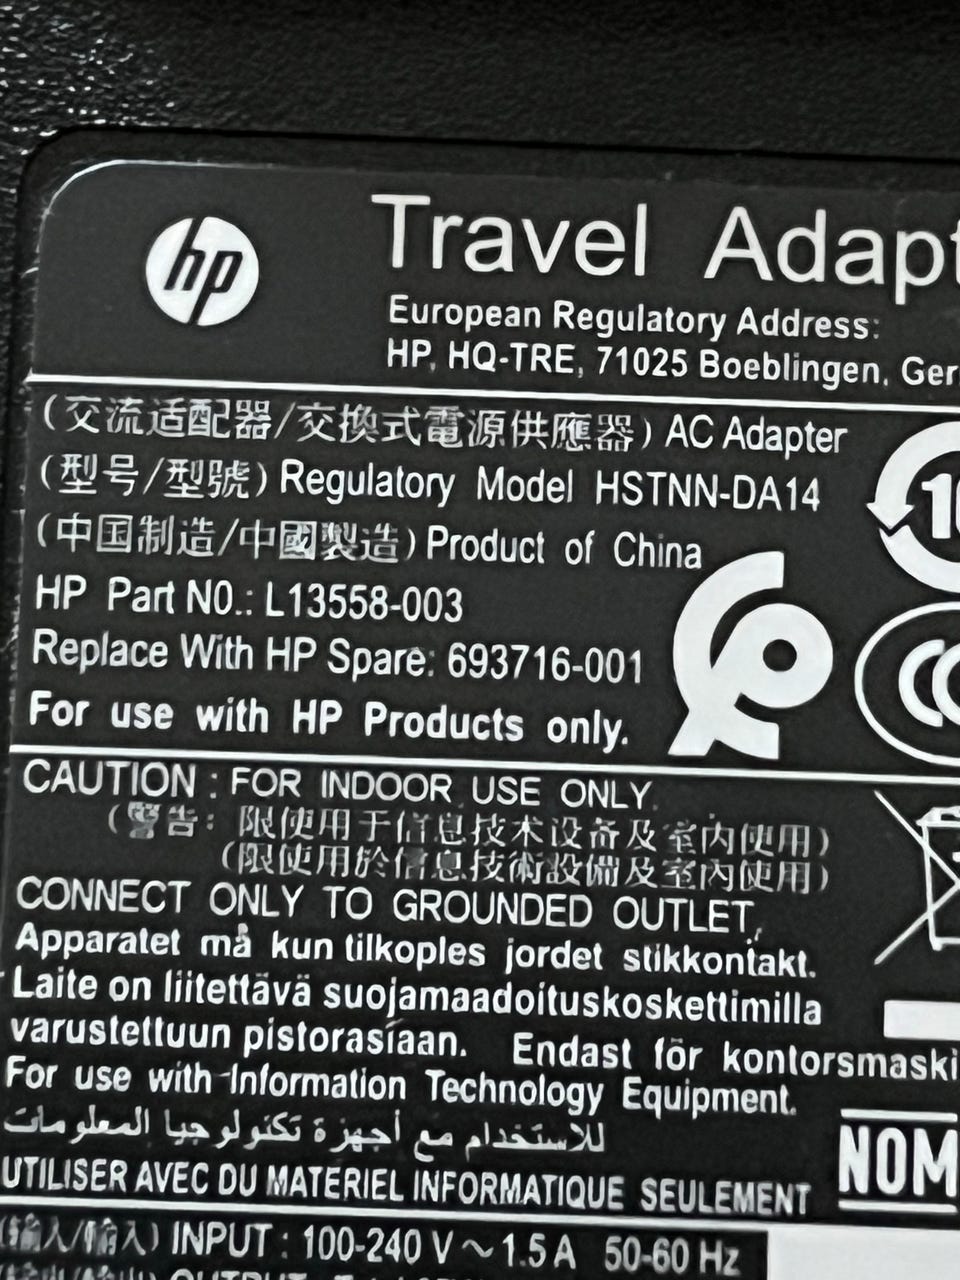 hp
Travel Adapt
European Regulatory Address:
HP, HQ-TRE, 71025 Boeblingen, Ger
(交流适配器/交換式電源供應器) AC Adapter
(型号/型號) Regulatory Model HSTNN-DA14
(中国制造/中國製造) Product of China
HP Part N0.: L13558-003
Replace With HP Spare: 693716-001
For use with HP Products only.
10
CAUTION : FOR INDOOR USE ONLY.
(警告: 限使用于信息技术设备及室内使用)
(限使用於信息技術設備及室內使用)
CONNECT ONLY TO GROUNDED OUTLET,
Apparatet må kun tilkoples jordet stikkontakt.
Laite on liitettävä suojamaadoituskoskettimilla
varustettuun pistorasiaan. Endast för kontorsmaski
For use with Information Technology Equipment.
للاستخدام مع أجهزة تكنولوجيا المعلومات
UTILISER AVEC DU MATERIEL INFORMATIQUE SEULEMENT
NOM
(输入/輸入) INPUT : 100-240 V ~ 1.5 A 50-60 Hz